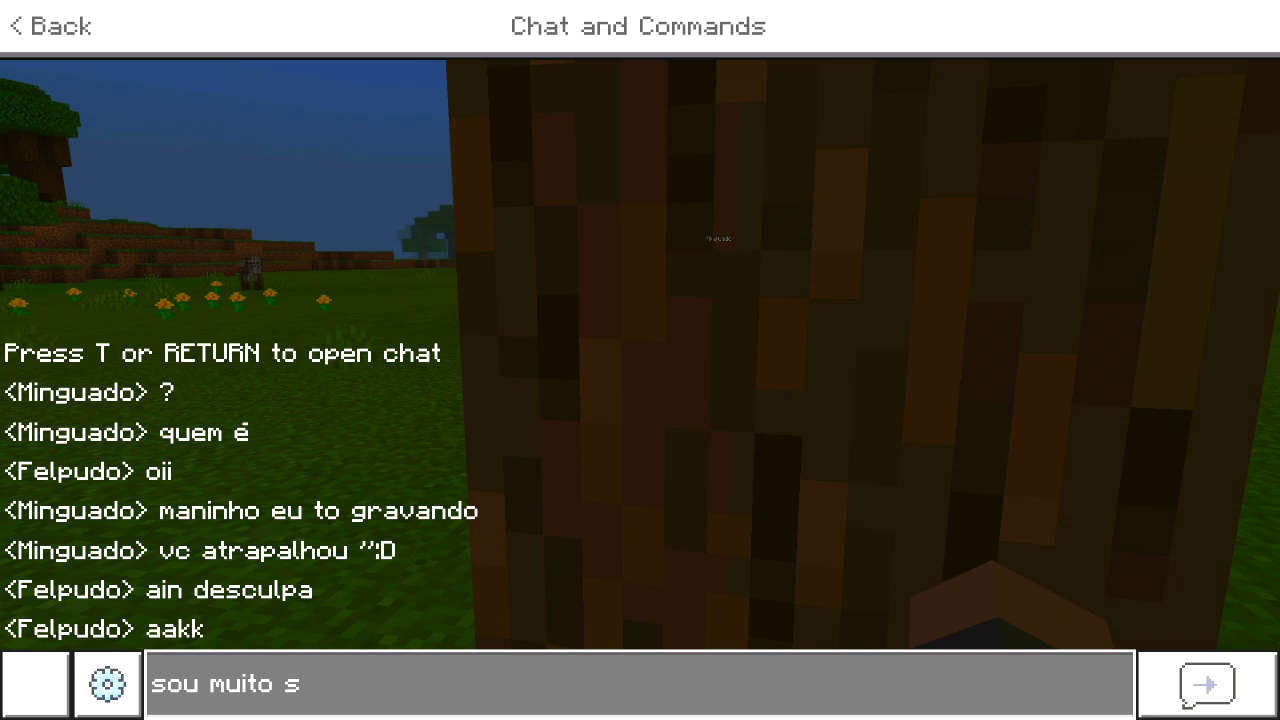 < Back
Chat and Commands
Press T or RETURN to open chat
<Minguado> ?
<Minguado> quem é
<Felpudo> oii
<Minguado> maninho eu to gravando
<Minguado> vc atrapalhou ";D
<Felpudo> ain desculpa
<Felpudo> aakk
sou muito s